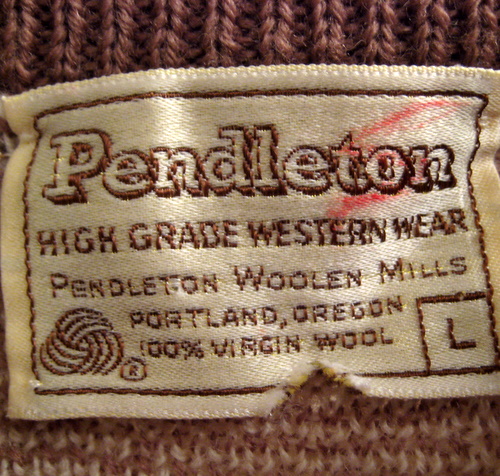 Pendleton
HIGH GRADE WESTERN WEAR
PENDLETON WOOLEN MILLS
PORTLAND, OREGON
100% VIRGIN WOOL
L
®